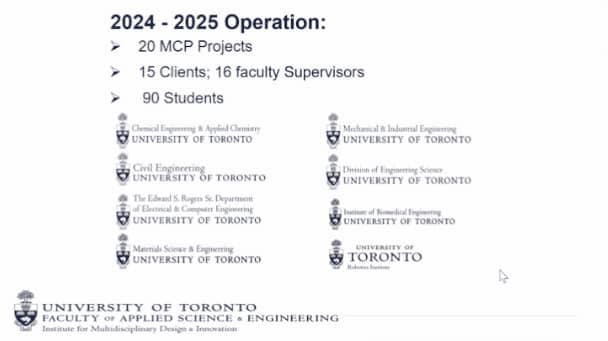 2024 - 2025 Operation:
➢ 20 MCP Projects
➢ 15 Clients; 16 faculty Supervisors
➢ 90 Students
Chemical Engineering & Applied Chemistry
UNIVERSITY OF TORONTO
Mechanical & Industrial Engineering
UNIVERSITY OF TORONTO
Civil Engineering
UNIVERSITY OF TORONTO
Division of Engineering Science
UNIVERSITY OF TORONTO
The Edward S. Rogers Sr. Department
of Electrical & Computer Engineering
UNIVERSITY OF TORONTO
Institute of Biomedical Engineering
UNIVERSITY OF TORONTO
Materials Science & Engineering
UNIVERSITY OF TORONTO
UNIVERSITY OF
TORONTO
Robotics Institute
UNIVERSITY OF TORONTO
FACULTY OF APPLIED SCIENCE & ENGINEERING
Institute for Multidisciplinary Design & Innovation